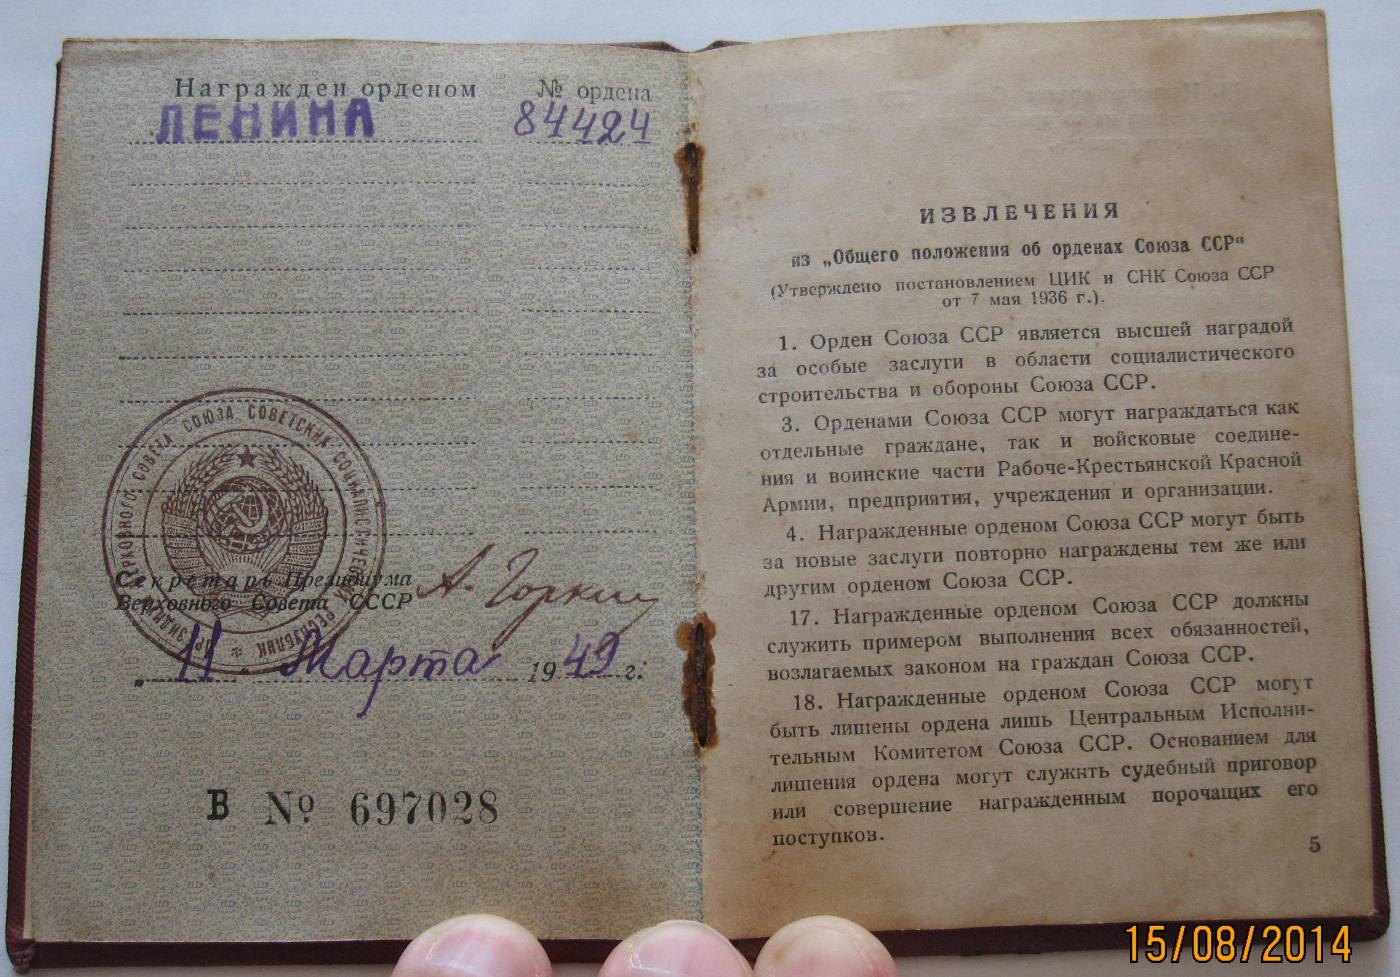 Награжден орденом № ордена
ЛЕНИНА 84424
ПРЕЗИДИУМ ВЕРХОВНОГО СОВЕТА СОЮЗА СОВЕТСКИХ СОЦИАЛИСТИЧЕСКИХ РЕСПУБЛИК
Секретарь Президиума
Верховного Совета СССР А. Горкин
„11 " Марта 1949 г.
В № 697028
ИЗВЛЕЧЕНИЯ
из „Общего положения об орденах Союза ССР“
(Утверждено постановлением ЦИК и СНК Союза ССР
от 7 мая 1936 г.).
1. Орден Союза ССР является высшей наградой
за особые заслуги в области социалистического
строительства и обороны Союза ССР.
3. Орденами Союза ССР могут награждаться как
отдельные граждане, так и войсковые соедине-
ния и воинские части Рабоче-Крестьянской Красной
Армии, предприятия, учреждения и организации.
4. Награжденные орденом Союза ССР могут быть
за новые заслуги повторно награждены тем же или
другим орденом Союза ССР.
17. Награжденные орденом Союза ССР должны
служить примером выполнения всех обязанностей,
возлагаемых законом на граждан Союза ССР.
18. Награжденные орденом Союза ССР могут
быть лишены ордена лишь Центральным Исполни-
тельным Комитетом Союза ССР. Основанием для
лишения ордена могут служить судебный приговор
или совершение награжденным порочащих его
поступков.
5
15/08/2014